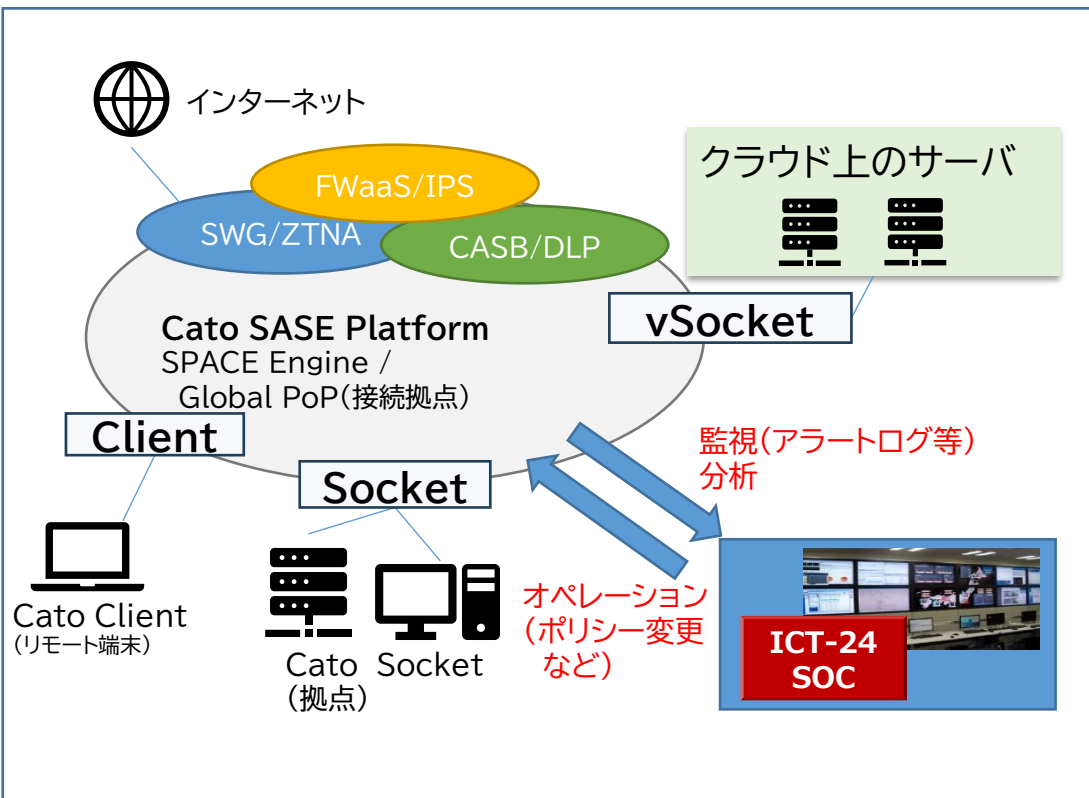 インターネット
FWaaS/IPS
SWG/ZTNA
CASB/DLP
クラウド上のサーバ
vSocket
Cato SASE Platform
SPACE Engine /
Global PoP(接続拠点)
Client
Socket
監視(アラートログ等)
分析
Cato Client
(リモート端末)
Cato Socket
(拠点)
オペレーション
(ポリシー変更
など)
ICT-24
SOC